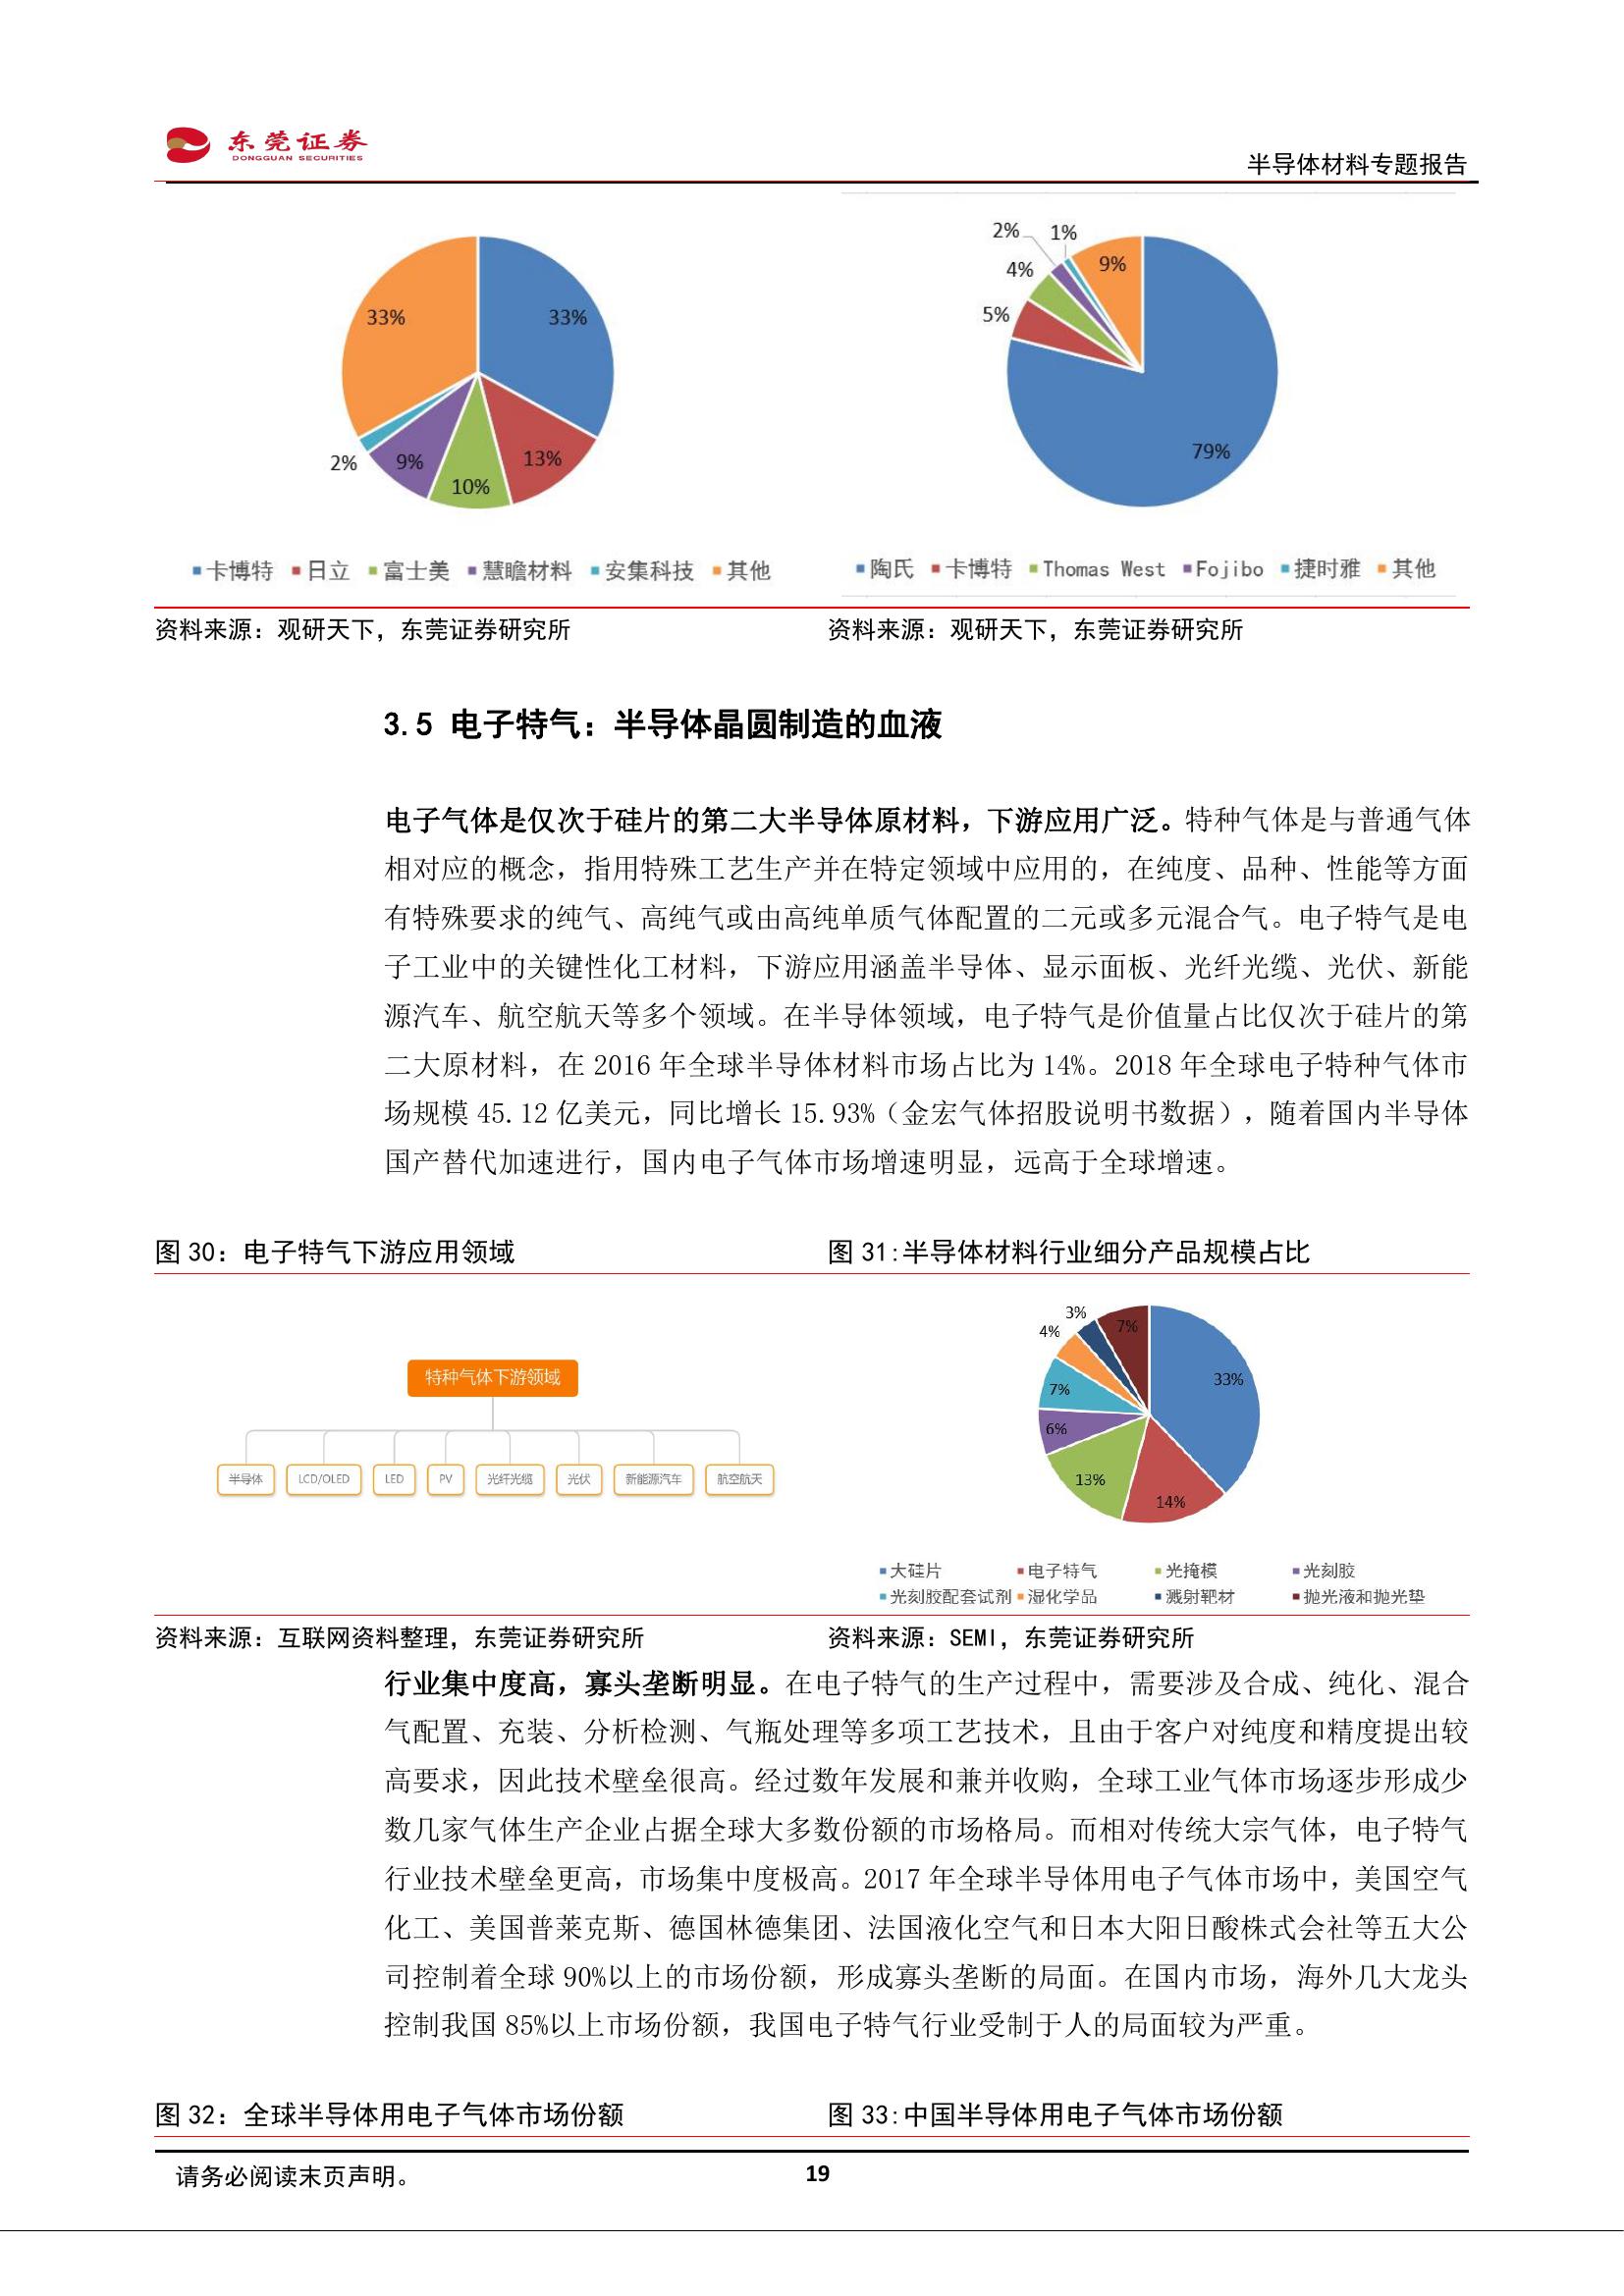 东莞证券
DONGGUAN SECURITIES
半导体材料专题报告
33%
33%
13%
10%
9%
2%
卡博特 日立 富士美 慧瞻材料 安集科技 其他
2%
1%
9%
4%
5%
79%
陶氏 卡博特 Thomas West Fojibo 捷时雅 其他
资料来源：观研天下，东莞证券研究所
资料来源：观研天下，东莞证券研究所
3.5 电子特气：半导体晶圆制造的血液
电子气体是仅次于硅片的第二大半导体原材料，下游应用广泛。特种气体是与普通气体
相对应的概念，指用特殊工艺生产并在特定领域中应用的，在纯度、品种、性能等方面
有特殊要求的纯气、高纯气或由高纯单质气体配置的二元或多元混合气。电子特气是电
子工业中的关键性化工材料，下游应用涵盖半导体、显示面板、光纤光缆、光伏、新能
源汽车、航空航天等多个领域。在半导体领域，电子特气是价值量占比仅次于硅片的第
二大原材料，在 2016 年全球半导体材料市场占比为 14%。2018 年全球电子特种气体市
场规模 45.12 亿美元，同比增长 15.93%（金宏气体招股说明书数据），随着国内半导体
国产替代加速进行，国内电子气体市场增速明显，远高于全球增速。
图 30：电子特气下游应用领域
图 31:半导体材料行业细分产品规模占比
特种气体下游领域
半导体 LCD/OLED LED PV 光纤光缆 光伏 新能源汽车 航空航天
3%
7%
4%
33%
7%
6%
13%
14%
大硅片 电子特气 光掩模 光刻胶
光刻胶配套试剂 湿化学品 溅射靶材 抛光液和抛光垫
资料来源：互联网资料整理，东莞证券研究所
资料来源：SEMI，东莞证券研究所
行业集中度高，寡头垄断明显。在电子特气的生产过程中，需要涉及合成、纯化、混合
气配置、充装、分析检测、气瓶处理等多项工艺技术，且由于客户对纯度和精度提出较
高要求，因此技术壁垒很高。经过数年发展和兼并收购，全球工业气体市场逐步形成少
数几家气体生产企业占据全球大多数份额的市场格局。而相对传统大宗气体，电子特气
行业技术壁垒更高，市场集中度极高。2017 年全球半导体用电子气体市场中，美国空气
化工、美国普莱克斯、德国林德集团、法国液化空气和日本大阳日酸株式会社等五大公
司控制着全球 90%以上的市场份额，形成寡头垄断的局面。在国内市场，海外几大龙头
控制我国 85%以上市场份额，我国电子特气行业受制于人的局面较为严重。
图 32：全球半导体用电子气体市场份额
图 33:中国半导体用电子气体市场份额
请务必阅读末页声明。
19